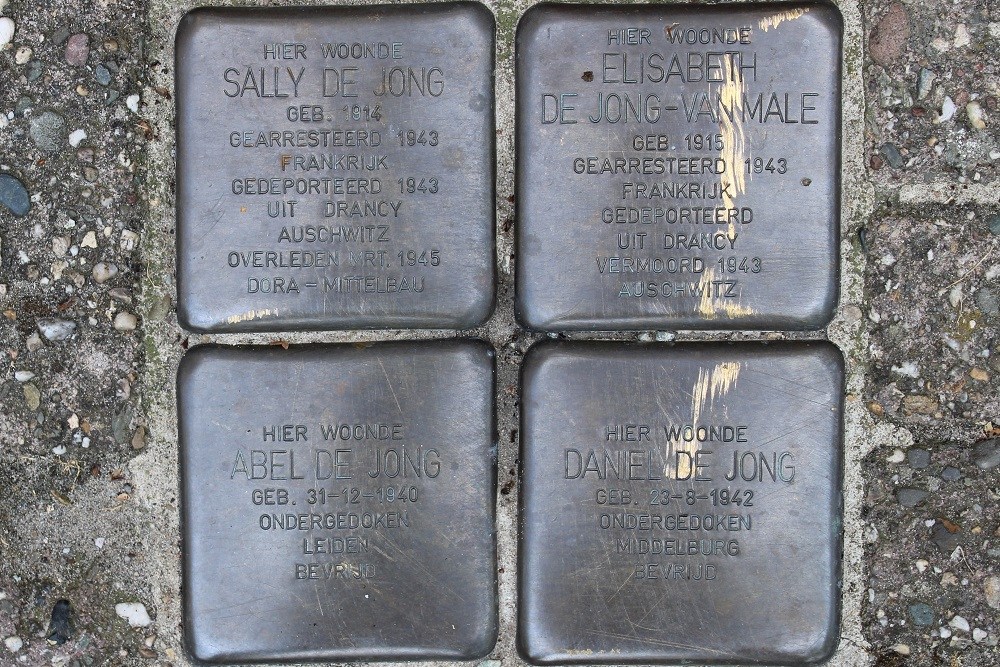 HIER WOONDE
SALLY DE JONG
GEB. 1914
GEARRESTEERD 1943
FRANKRIJK
GEDEPORTEERD 1943
UIT DRANCY
AUSCHWITZ
OVERLEDEN MRT. 1945
DORA - MITTELBAU
HIER WOONDE
ELISABETH
DE JONG-VAN MALE
GEB. 1915
GEARRESTEERD 1943
FRANKRIJK
GEDEPORTEERD
UIT DRANCY
VERMOORD 1943
AUSCHWITZ
HIER WOONDE
ABEL DE JONG
GEB. 31-12-1940
ONDERGEDOKEN
LEIDEN
BEVRIJD
HIER WOONDE
DANIEL DE JONG
GEB. 23-8-1942
ONDERGEDOKEN
MIDDELBURG
BEVRIJD